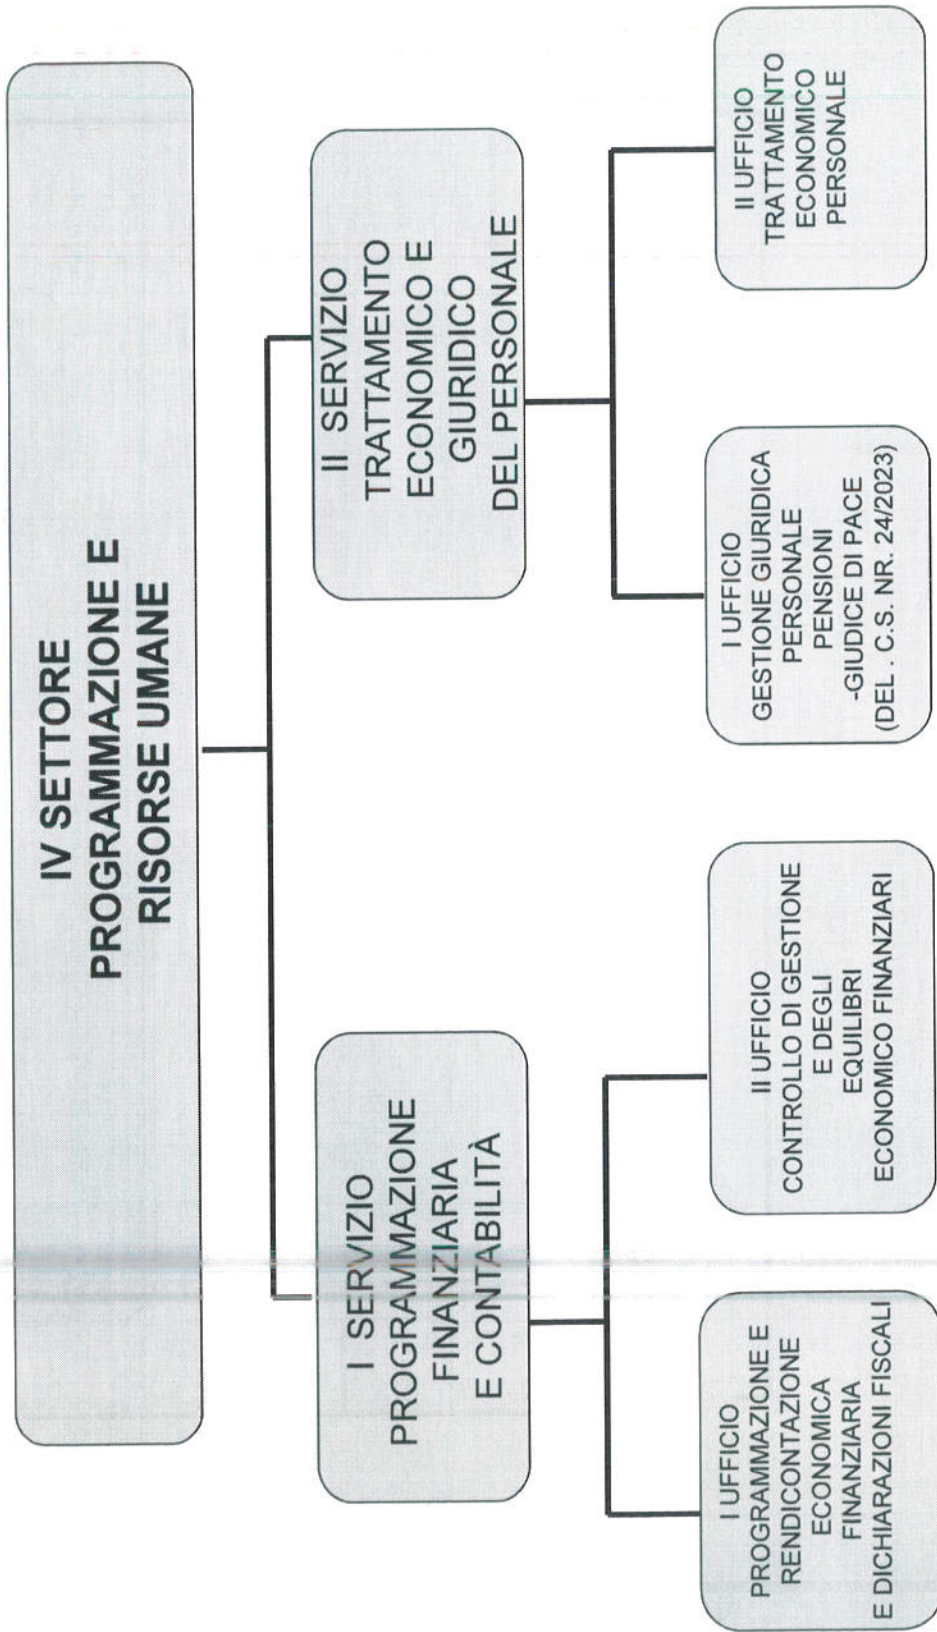 IV SETTORE
PROGRAMMAZIONE E
RISORSE UMANE
I SERVIZIO
PROGRAMMAZIONE
FINANZIARIA
E CONTABILITÀ
II SERVIZIO
TRATTAMENTO
ECONOMICO E
GIURIDICO
DEL PERSONALE
I UFFICIO
PROGRAMMAZIONE E
RENDICONTAZIONE
ECONOMICA
FINANZIARIA
E DICHIARAZIONI FISCALI
II UFFICIO
CONTROLLO DI GESTIONE
E DEGLI
EQUILIBRI
ECONOMICO FINANZIARI
I UFFICIO
GESTIONE GIURIDICA
PERSONALE
PENSIONI
-GIUDICE DI PACE
(DEL . C.S. NR. 24/2023)
II UFFICIO
TRATTAMENTO
ECONOMICO
PERSONALE